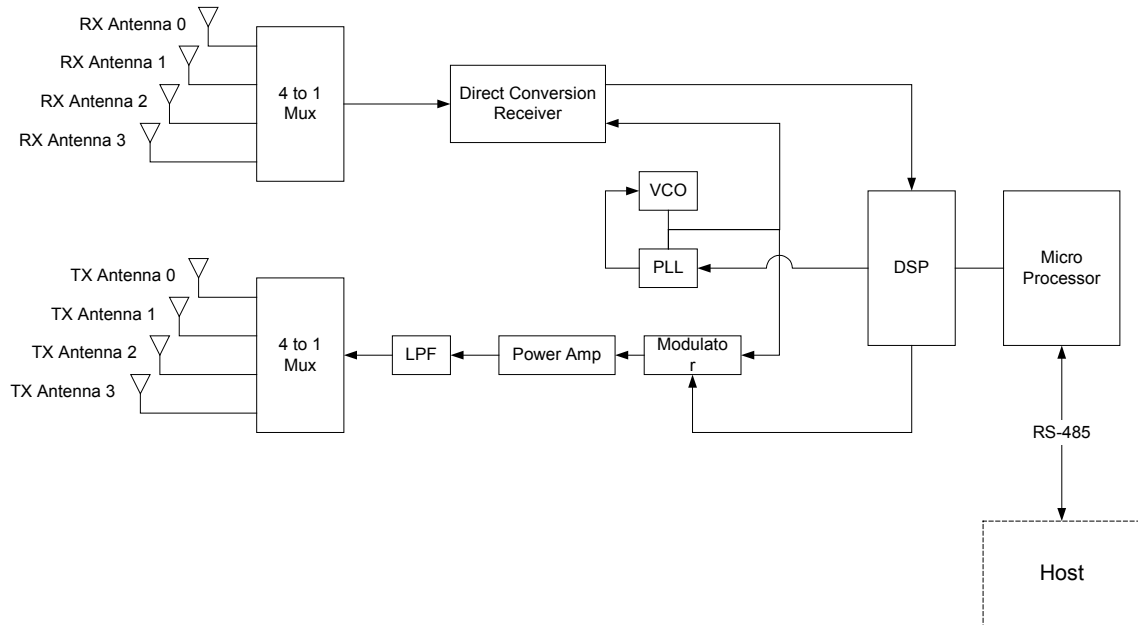 RX Antenna 0
RX Antenna 1
RX Antenna 2
RX Antenna 3
4 to 1
Mux
Direct Conversion
Receiver
VCO
PLL
DSP
Micro
Processor
TX Antenna 0
TX Antenna 1
TX Antenna 2
TX Antenna 3
4 to 1
Mux
LPF
Power Amp
Modulato
r
RS-485
Host